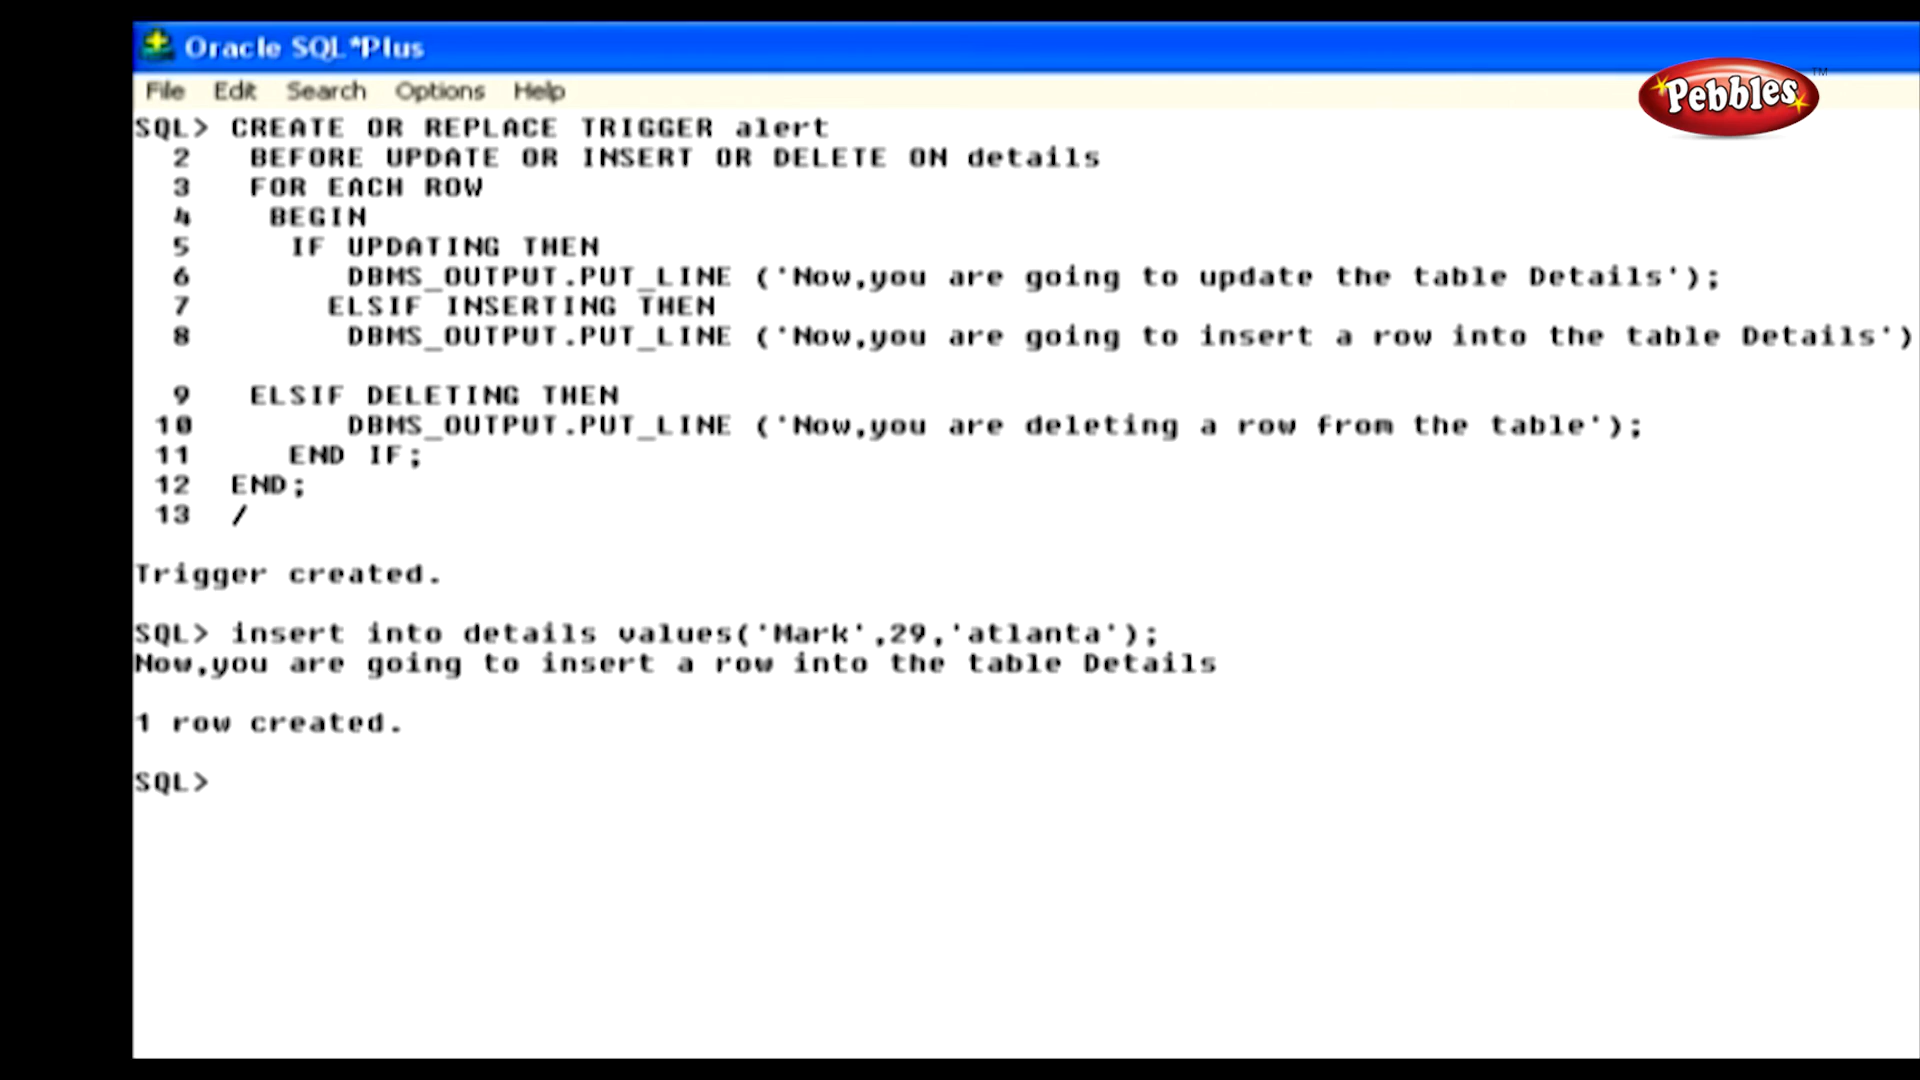 Oracle SQL*Plus
File Edit Search Options Help
Pebbles TM
SQL> CREATE OR REPLACE TRIGGER alert
2 BEFORE UPDATE OR INSERT OR DELETE ON details
3 FOR EACH ROW
4 BEGIN
5 IF UPDATING THEN
6 DBMS_OUTPUT.PUT_LINE ('Now,you are going to update the table Details');
7 ELSIF INSERTING THEN
8 DBMS_OUTPUT.PUT_LINE ('Now,you are going to insert a row into the table Details')
9 ELSIF DELETING THEN
10 DBMS_OUTPUT.PUT_LINE ('Now,you are deleting a row from the table');
11 END IF;
12 END;
13 /
Trigger created.
SQL> insert into details values('Mark',29,'atlanta');
Now,you are going to insert a row into the table Details
1 row created.
SQL>